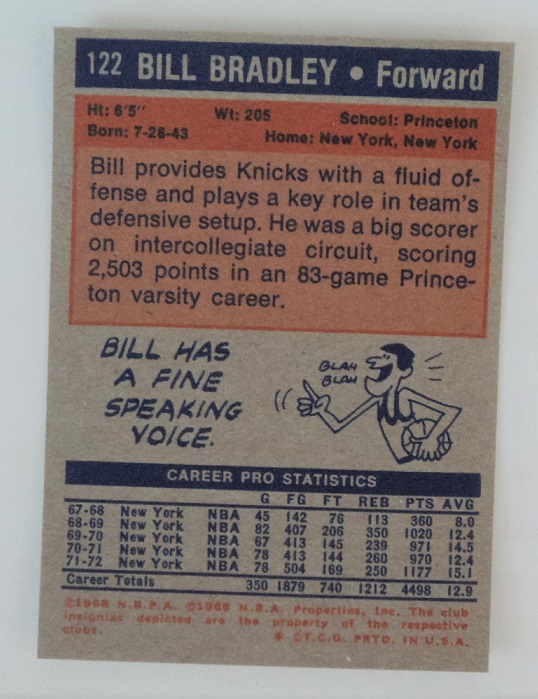 122 BILL BRADLEY • Forward
Ht: 6'5" Wt: 205 School: Princeton
Born: 7-28-43 Home: New York, New York
Bill provides Knicks with a fluid of-
fense and plays a key role in team's
defensive setup. He was a big scorer
on intercollegiate circuit, scoring
2,503 points in an 83-game Prince-
ton varsity career.
BILL HAS
A FINE
SPEAKING
VOICE.
BLAH
BLAH
CAREER PRO STATISTICS
G FG FT REB PTS AVG
67-68 New York NBA 45 142 76 113 360 8.0
68-69 New York NBA 82 407 206 350 1020 12.4
69-70 New York NBA 67 413 145 239 971 14.5
70-71 New York NBA 78 413 144 260 970 12.4
71-72 New York NBA 78 504 169 250 1177 15.1
Career Totals 350 1879 740 1212 4498 12.9
©1968 N.B.P.A. ©1969 N.B.A. Properties, Inc. The club
insignias depicted are the property of the respective
clubs. * ©T.C.G. PRTD. IN U.S.A.